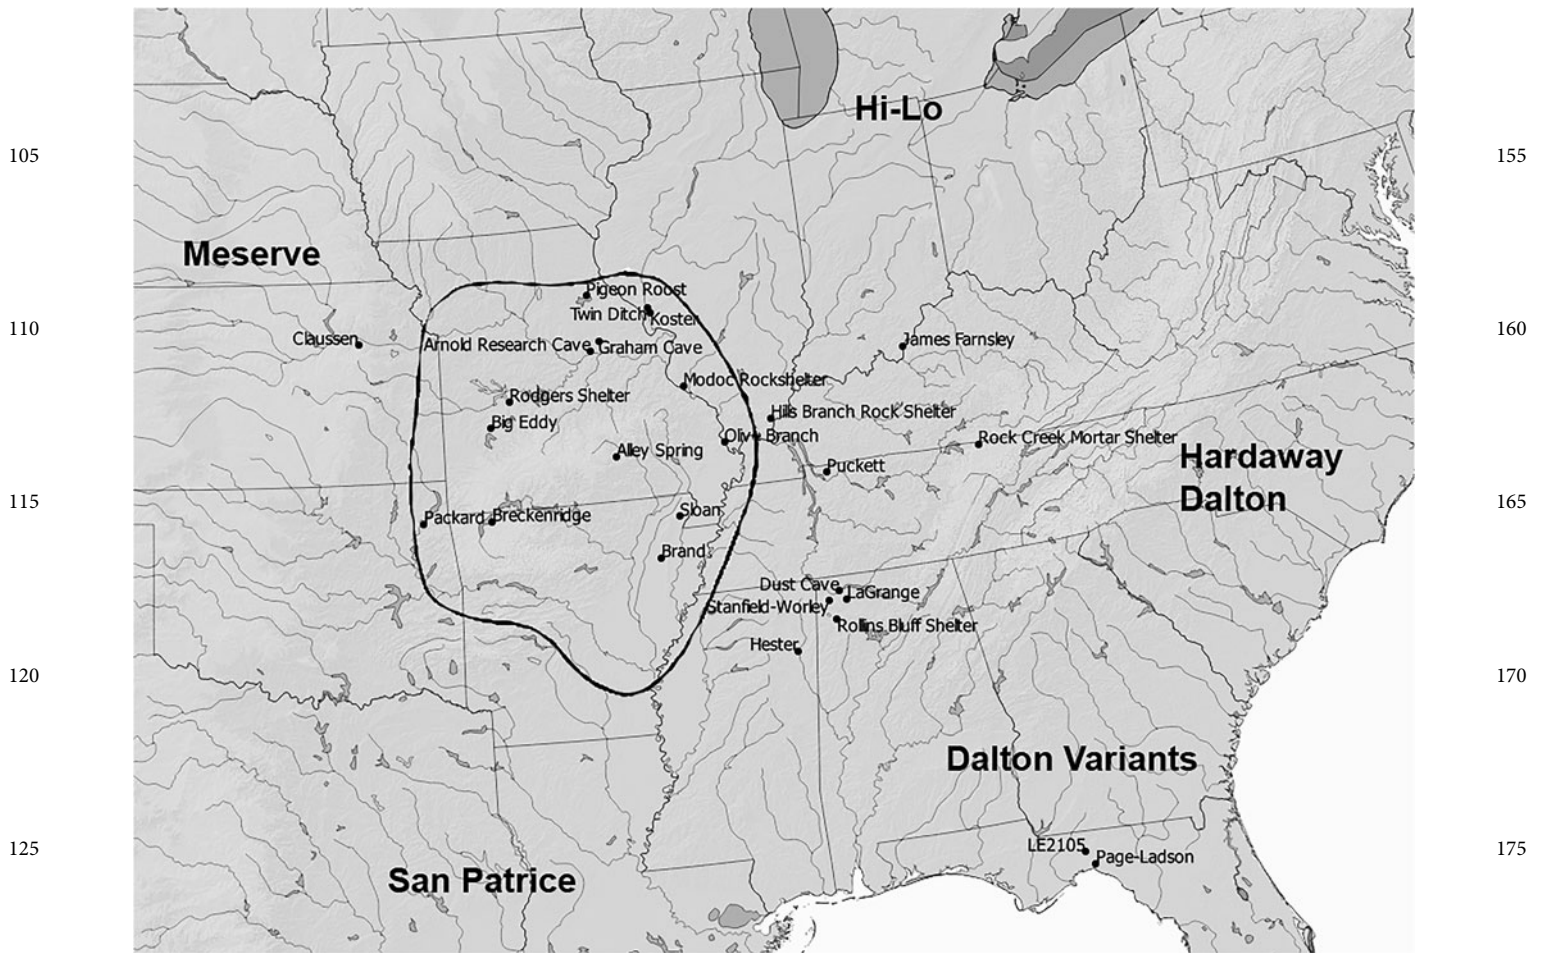 Hi-Lo
105
155
Meserve
Pigeon Roost
Twin Ditch
Koster
110
160
Claussen
Arnold Research Cave
Graham Cave
James Farnsley
Modoc Rockshelter
Rodgers Shelter
Hills Branch Rock Shelter
Big Eddy
Olive Branch
Rock Creek Mortar Shelter
Alley Spring
Puckett
Hardaway
Dalton
115
165
Packard
Breckenridge
Sloan
Brand
Dust Cave
LaGrange
Stanfield-Worley
Rollins Bluff Shelter
Hester
120
170
Dalton Variants
125
175
LE2105
Page-Ladson
San Patrice